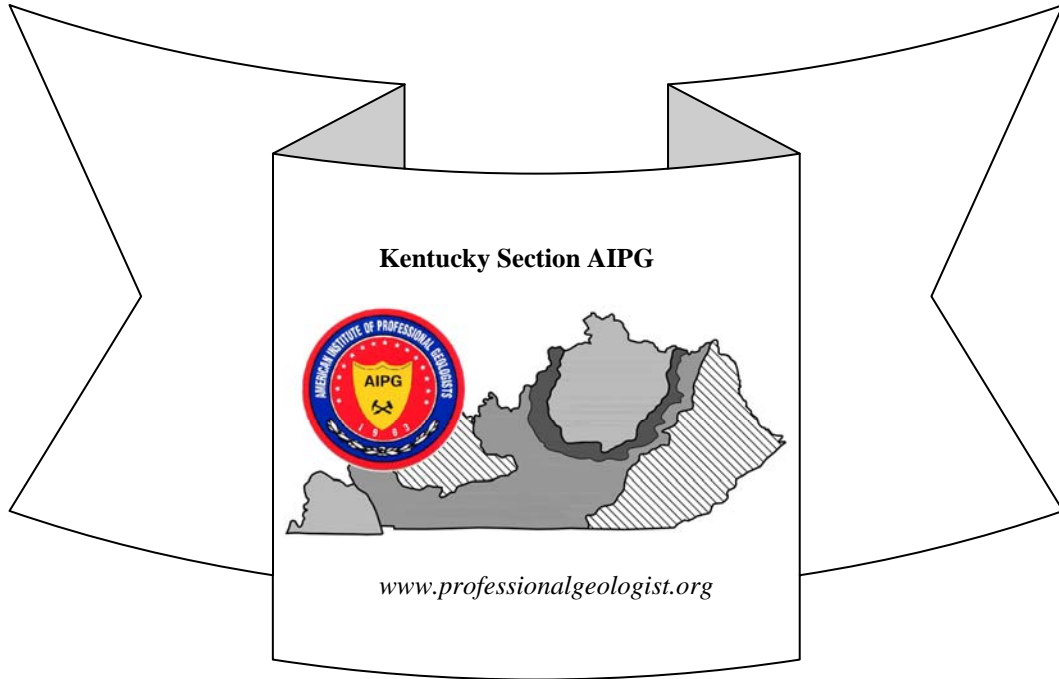 Kentucky Section AIPG
AMERICAN INSTITUTE OF PROFESSIONAL GEOLOGISTS
AIPG
1963
www.professionalgeologist.org